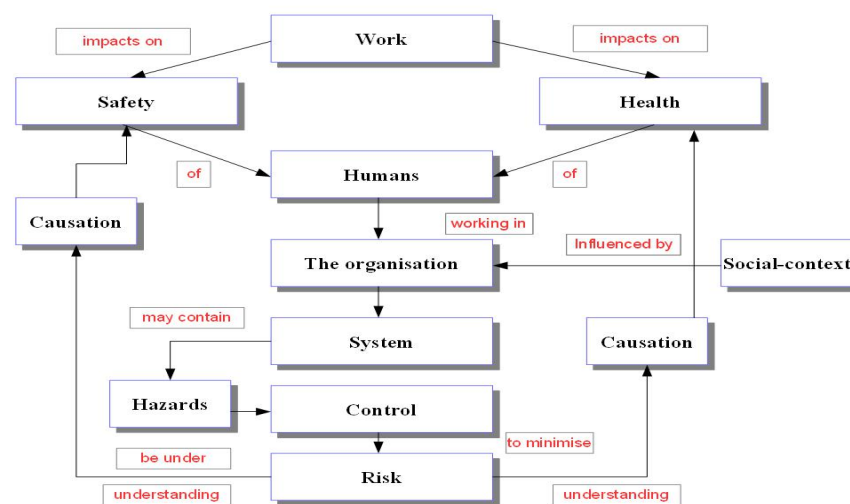 impacts on
Work
impacts on
Safety
Health
of
Humans
of
Causation
working in
Influenced by
The organisation
Social-context
may contain
System
Causation
Hazards
Control
to minimise
be under
Risk
understanding
understanding